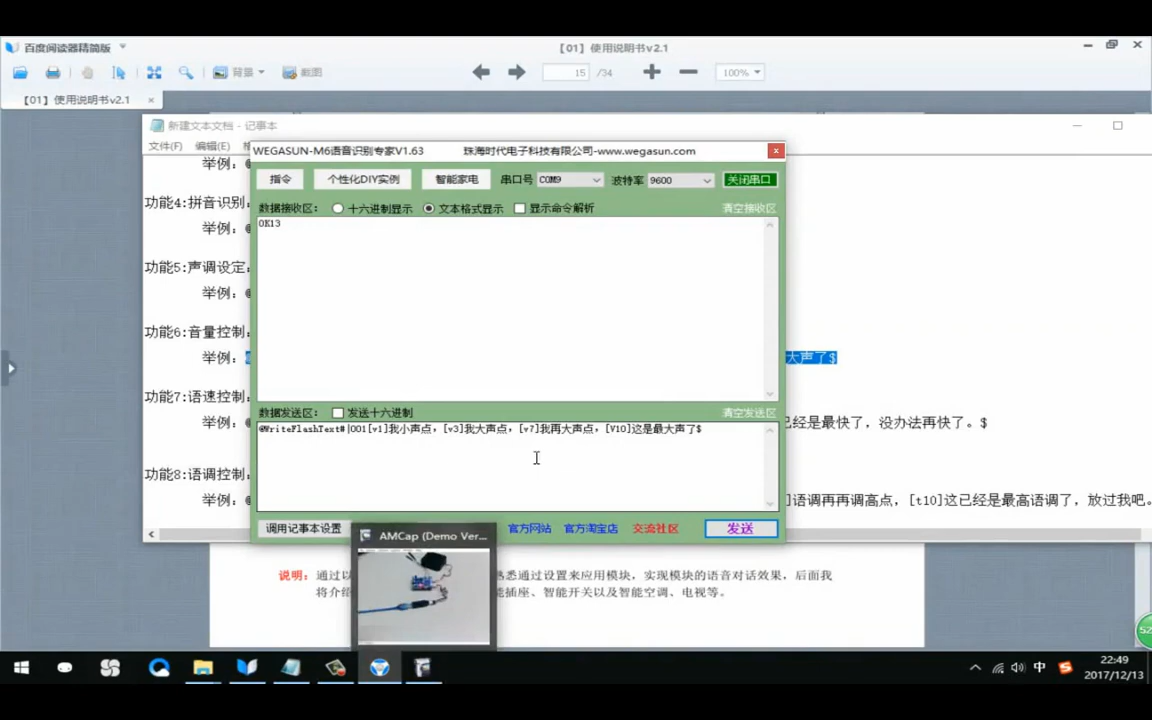 百度阅读器精简版
【01】使用说明书v2.1
背景
截图
15 /34
100%
【01】使用说明书v2.1 ×
新建文本文档 - 记事本
文件(F) 编辑(E)
举例：
功能4:拼音识别
举例：
功能5:声调设定
举例：
功能6:音量控制
举例： 大声了$
功能7:语速控制
举例： 已经是最快了，没办法再快了。$
功能8:语调控制
举例： ]语调再再调高点，[t10]这已经是最高语调了，放过我吧。
WEGASUN-M6语音识别专家V1.63 珠海时代电子科技有限公司-www.wegasun.com
指令 个性化DIY实例 智能家电 串口号 COM9 波特率 9600 关闭串口
数据接收区： 十六进制显示 文本格式显示 显示命令解析 清空接收区
OK13
数据发送区： 发送十六进制 清空发送区
@WriteFlashText#|001[v1]我小声点，[v3]我大声点，[v7]我再大声点，[V10]这是最大声了$
调用记事本设置 官方网站 官方淘宝店 交流社区 发送
AMCap (Demo Ver...
说明：通过以 熟悉通过设置来应用模块，实现模块的语音对话效果，后面我
将介绍 能插座、智能开关以及智能空调、电视等。
52
中
22:49
2017/12/13